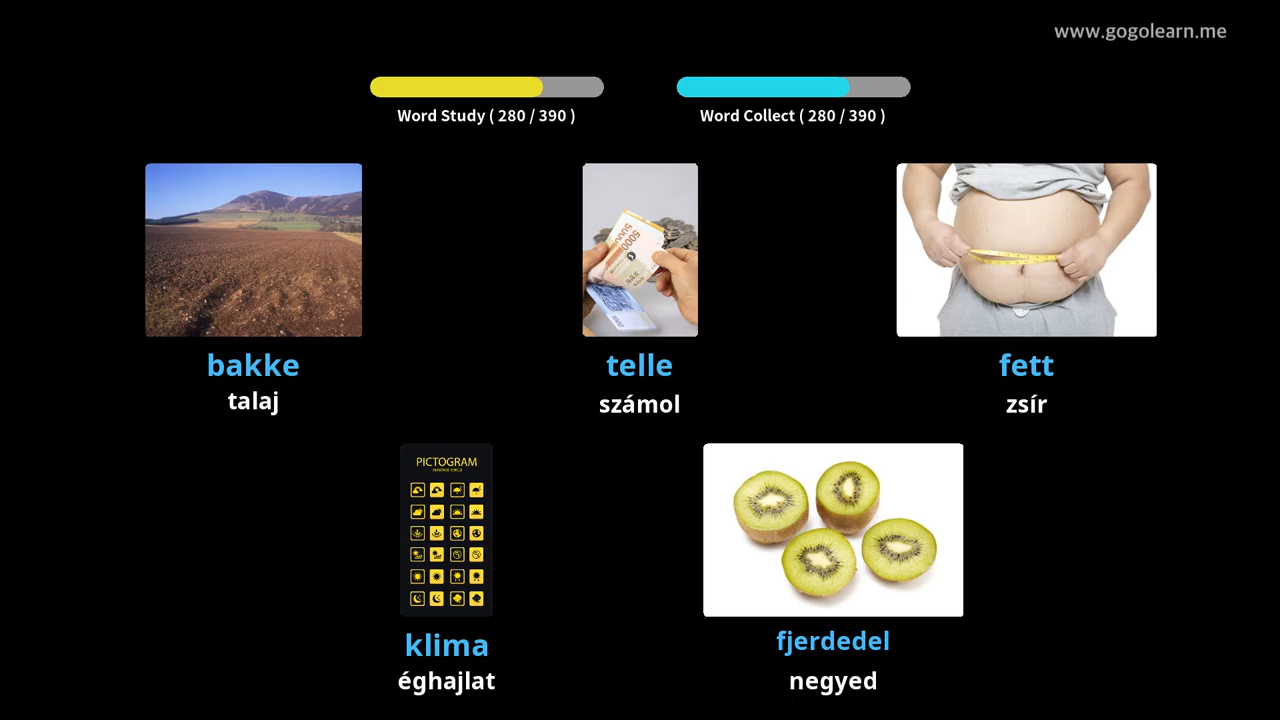 www.gogolearn.me
Word Study ( 280 / 390 )
Word Collect ( 280 / 390 )
bakke
talaj
telle
számol
fett
zsír
PICTOGRAM
klima
éghajlat
fjerdedel
negyed